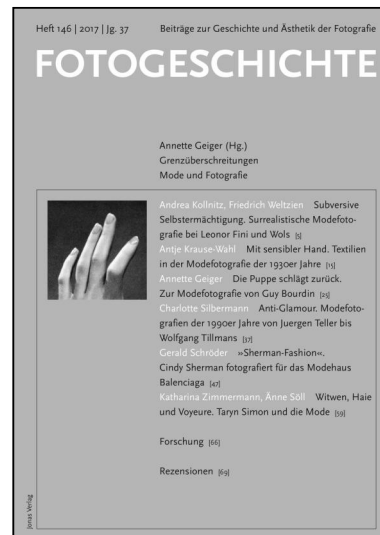 Heft 146 | 2017 | Jg. 37 Beiträge zur Geschichte und Ästhetik der Fotografie
FOTOGESCHICHTE
Annette Geiger (Hg.)
Grenzüberschreitungen
Mode und Fotografie
Andrea Kollnitz, Friedrich Weltzien Subversive
Selbstermächtigung. Surrealistische Modefoto-
grafie bei Leonor Fini und Wols [5]
Antje Krause-Wahl Mit sensibler Hand. Textilien
in der Modefotografie der 1930er Jahre [15]
Annette Geiger Die Puppe schlägt zurück.
Zur Modefotografie von Guy Bourdin [25]
Charlotte Silbermann Anti-Glamour. Modefoto-
grafien der 1990er Jahre von Juergen Teller bis
Wolfgang Tillmans [37]
Gerald Schröder »Sherman-Fashion«.
Cindy Sherman fotografiert für das Modehaus
Balenciaga [47]
Katharina Zimmermann, Änne Söll Witwen, Haie
und Voyeure. Taryn Simon und die Mode [59]
Forschung [66]
Rezensionen [69]
Jonas Verlag